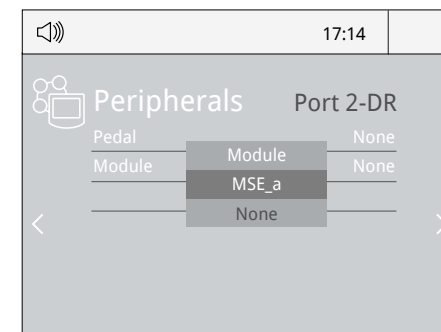 17:14
Peripherals Port 2-DR
Pedal None
Module
Module None
MSE_a
None